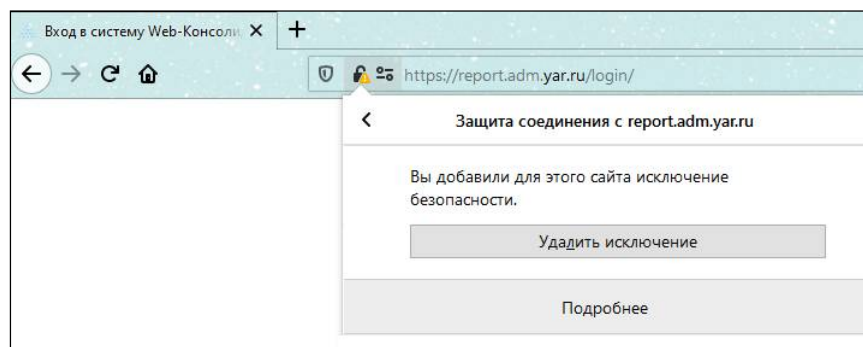 Вход в систему Web-Консоли
https://report.adm.yar.ru/login/
Защита соединения с report.adm.yar.ru
Вы добавили для этого сайта исключение
безопасности.
Удалить исключение
Подробнее